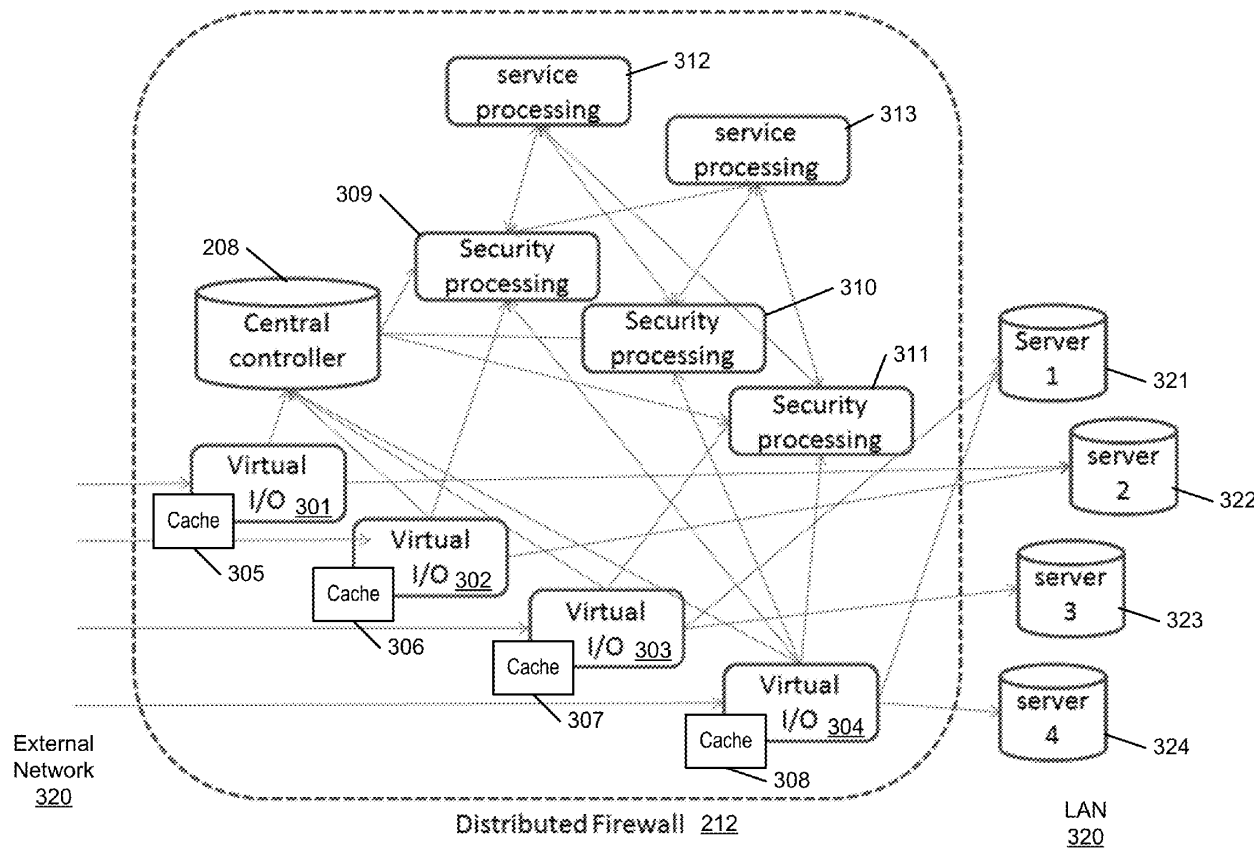 service
processing
312
service
processing
313
309
Security
processing
208
Central
controller
310
Security
processing
311
Security
processing
Server
1
321
Virtual
I/O 301
Cache
305
server
2
322
Virtual
I/O 302
Cache
306
server
3
323
Virtual
I/O 303
Cache
307
Virtual
I/O 304
Cache
308
server
4
324
External
Network
320
Distributed Firewall 212
LAN
320